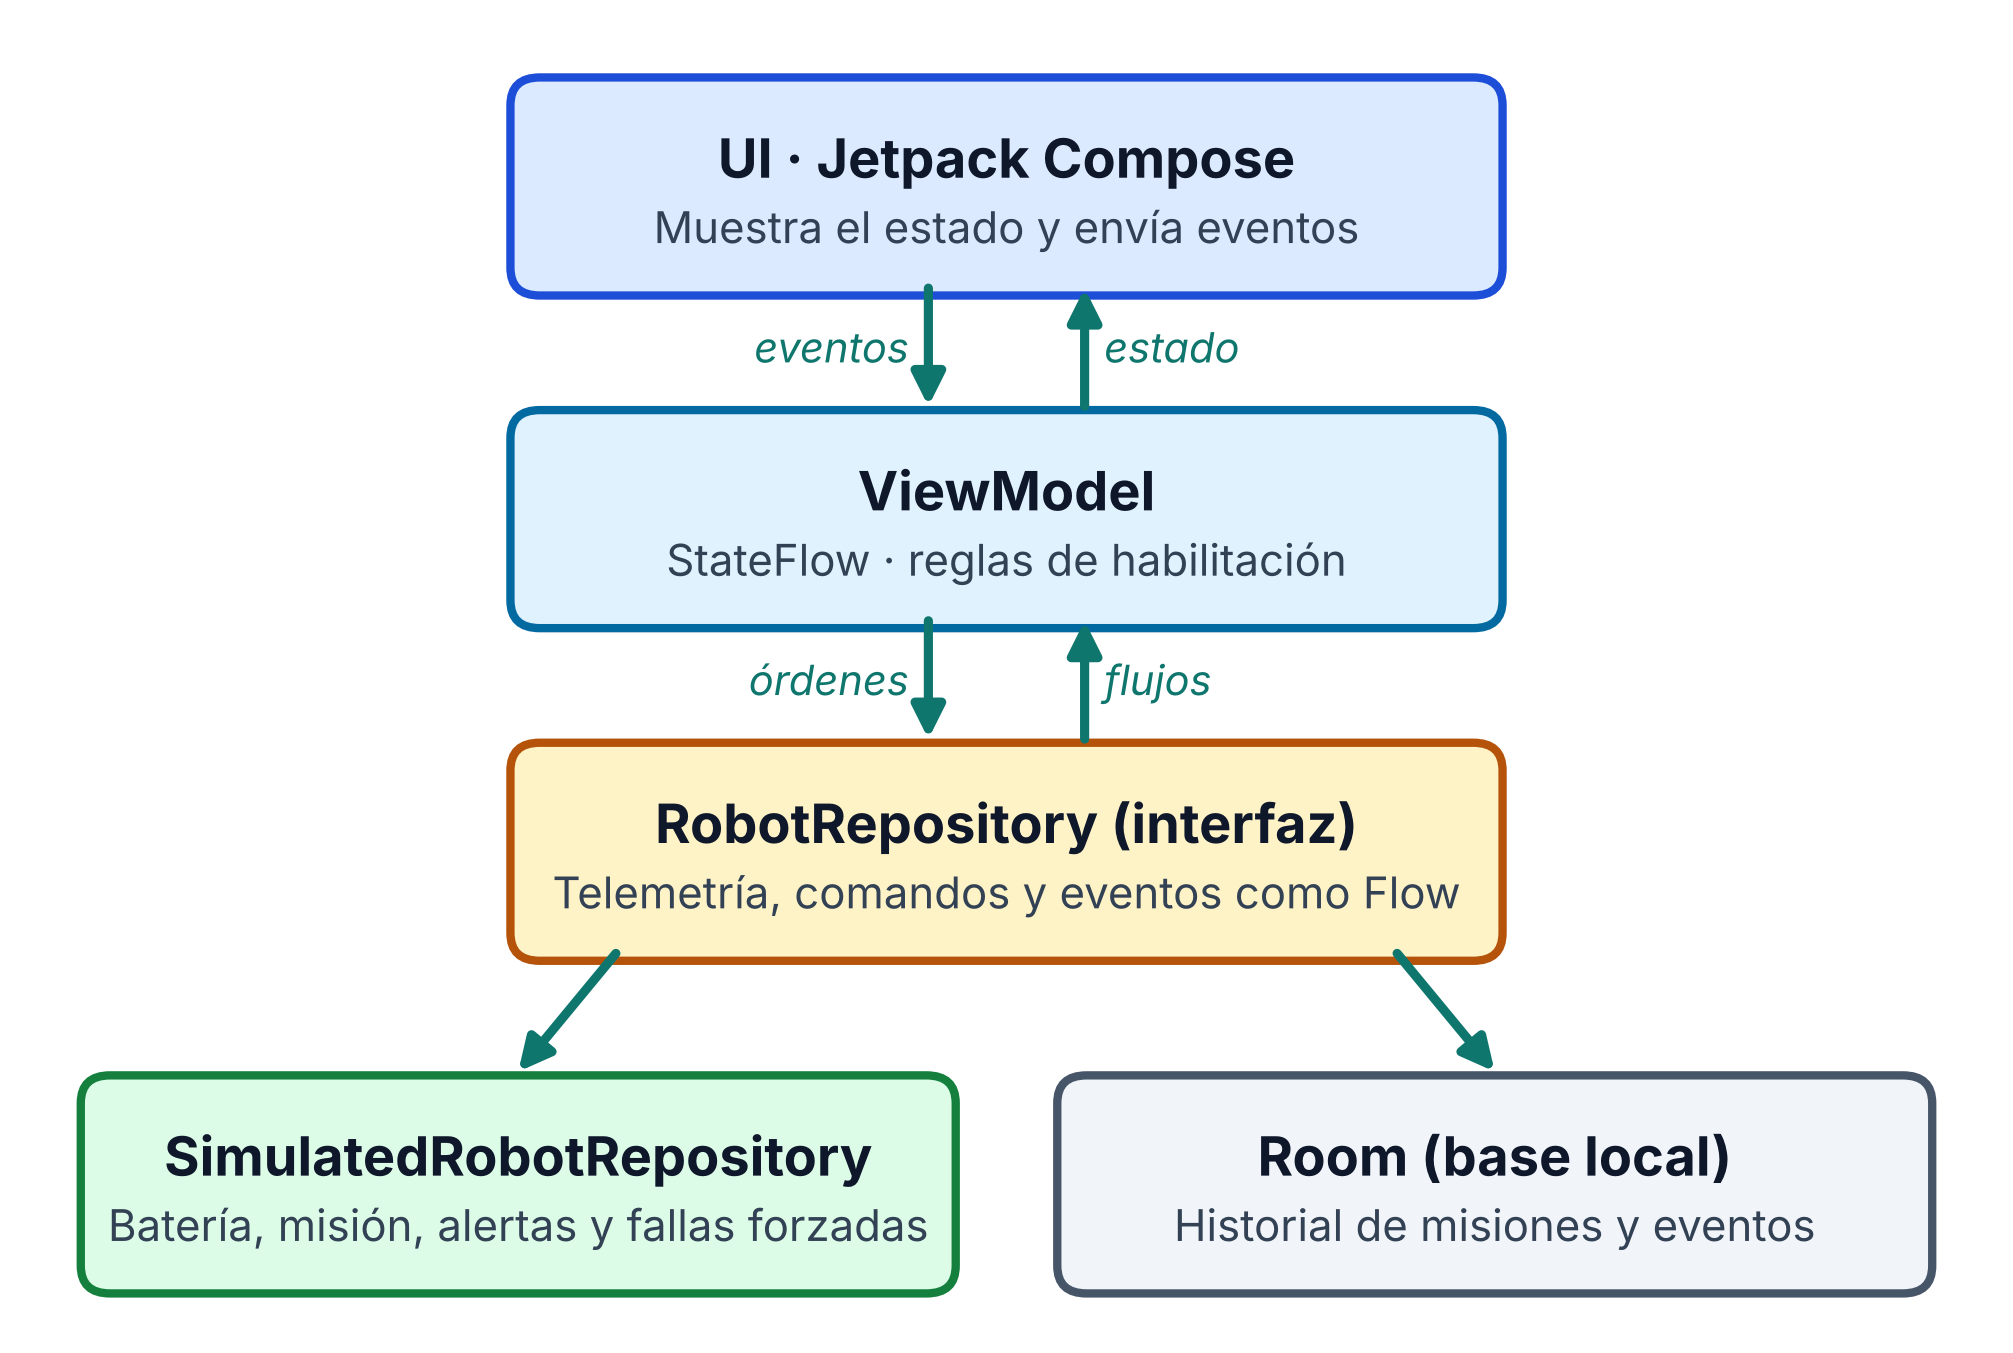 UI · Jetpack Compose
Muestra el estado y envía eventos
eventos
estado
ViewModel
StateFlow · reglas de habilitación
órdenes
flujos
RobotRepository (interfaz)
Telemetría, comandos y eventos como Flow
SimulatedRobotRepository
Batería, misión, alertas y fallas forzadas
Room (base local)
Historial de misiones y eventos